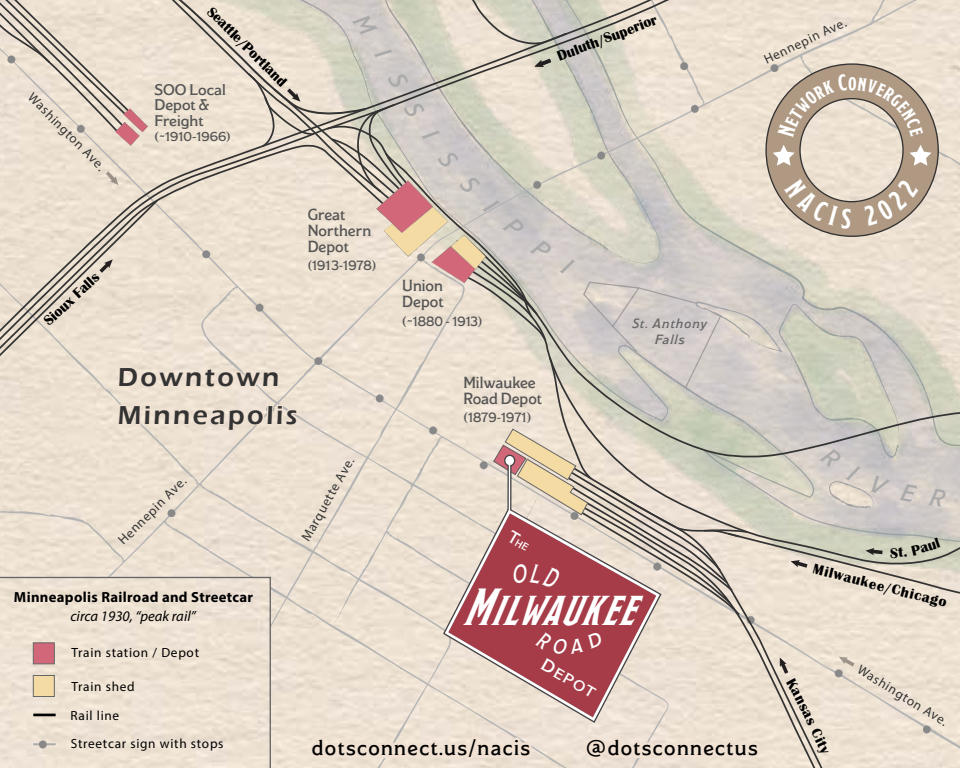 Seattle/Portland
Duluth/Superior
Hennepin Ave.
MISSISSIPPI
SOO Local
Depot &
Freight
(~1910-1966)
Washington Ave.
NETWORK CONVERGENCE
NACIS 2022
Great
Northern
Depot
(1913-1978)
Union
Depot
(~1880 - 1913)
Sioux Falls
St. Anthony
Falls
Downtown
Minneapolis
Milwaukee
Road Depot
(1879-1971)
RIVER
Hennepin Ave.
Marquette Ave.
THE
OLD
MILWAUKEE
ROAD
DEPOT
St. Paul
Milwaukee/Chicago
Kansas City
Washington Ave.
Minneapolis Railroad and Streetcar
circa 1930, “peak rail”
Train station / Depot
Train shed
Rail line
Streetcar sign with stops
dotsconnect.us/nacis
@dotsconnectus